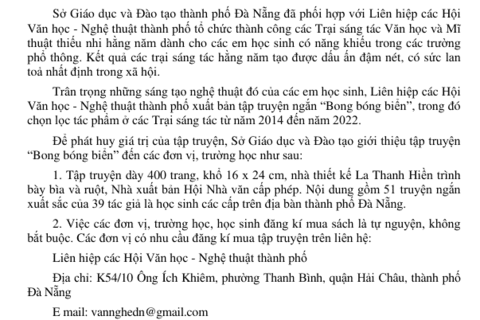 Sở Giáo dục và Đào tạo thành phố Đà Nẵng đã phối hợp với Liên hiệp các Hội
Văn học - Nghệ thuật thành phố tổ chức thành công các Trại sáng tác Văn học và Mĩ
thuật thiếu nhi hằng năm dành cho các em học sinh có năng khiếu trong các trường
phổ thông. Kết quả các trại sáng tác hằng năm tạo được dấu ấn đậm nét, có sức lan
toả nhất định trong xã hội.
Trân trọng những sáng tạo nghệ thuật đó của các em học sinh, Liên hiệp các Hội
Văn học - Nghệ thuật thành phố xuất bản tập truyện ngắn “Bong bóng biển”, trong đó
chọn lọc tác phẩm ở các Trại sáng tác từ năm 2014 đến năm 2022.
Để phát huy giá trị của tập truyện, Sở Giáo dục và Đào tạo giới thiệu tập truyện
“Bong bóng biển” đến các đơn vị, trường học như sau:
1. Tập truyện dày 400 trang, khổ 16 x 24 cm, nhà thiết kế La Thanh Hiền trình
bày bìa và ruột, Nhà xuất bản Hội Nhà văn cấp phép. Nội dung gồm 51 truyện ngắn
xuất sắc của 39 tác giả là học sinh các cấp trên địa bàn thành phố Đà Nẵng.
2. Việc các đơn vị, trường học, học sinh đăng kí mua sách là tự nguyện, không
bắt buộc. Các đơn vị có nhu cầu đăng kí mua tập truyện trên liên hệ:
Liên hiệp các Hội Văn học - Nghệ thuật thành phố
Địa chỉ: K54/10 Ông Ích Khiêm, phường Thanh Bình, quận Hải Châu, thành phố
Đà Nẵng
E mail: vannghedn@gmail.com